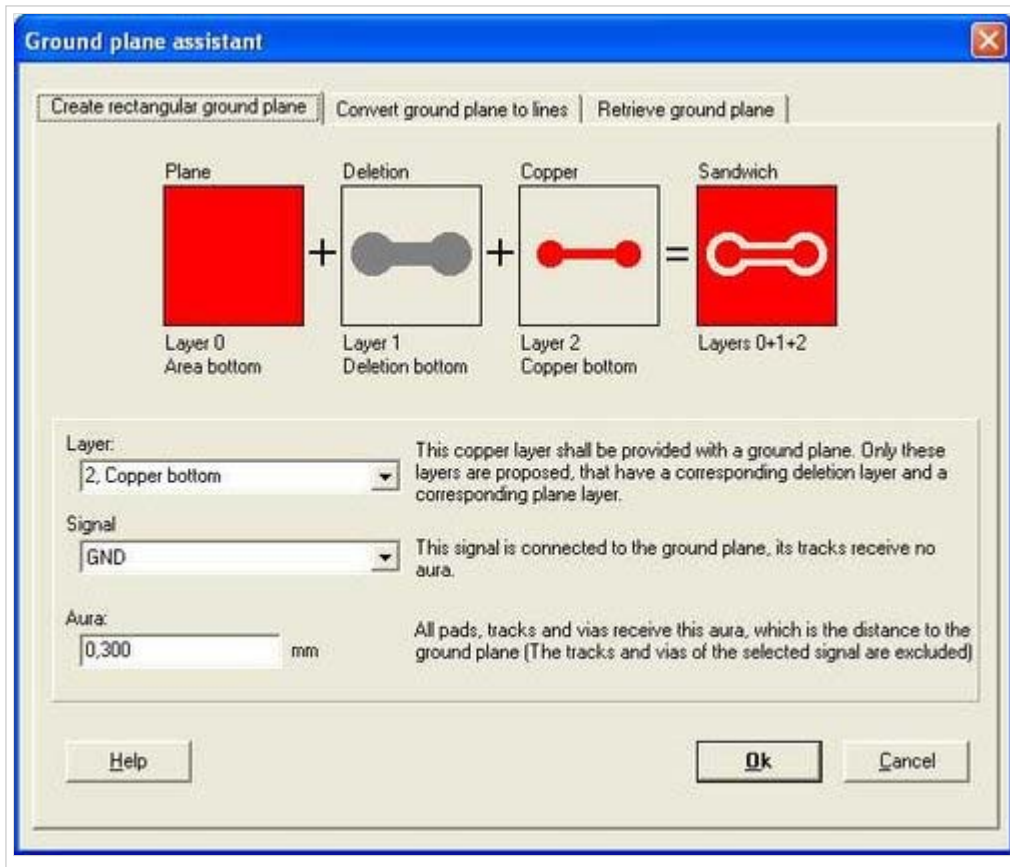 Ground plane assistant
Create rectangular ground plane
Convert ground plane to lines
Retrieve ground plane
Plane
Deletion
Copper
Sandwich
+
+
=
Layer 0
Area bottom
Layer 1
Deletion bottom
Layer 2
Copper bottom
Layers 0+1+2
Layer:
2, Copper bottom
This copper layer shall be provided with a ground plane. Only these
layers are proposed, that have a corresponding deletion layer and a
corresponding plane layer.
Signal
GND
This signal is connected to the ground plane, its tracks receive no
aura.
Aura:
0,300
mm
All pads, tracks and vias receive this aura, which is the distance to the
ground plane (The tracks and vias of the selected signal are excluded)
Help
Ok
Cancel